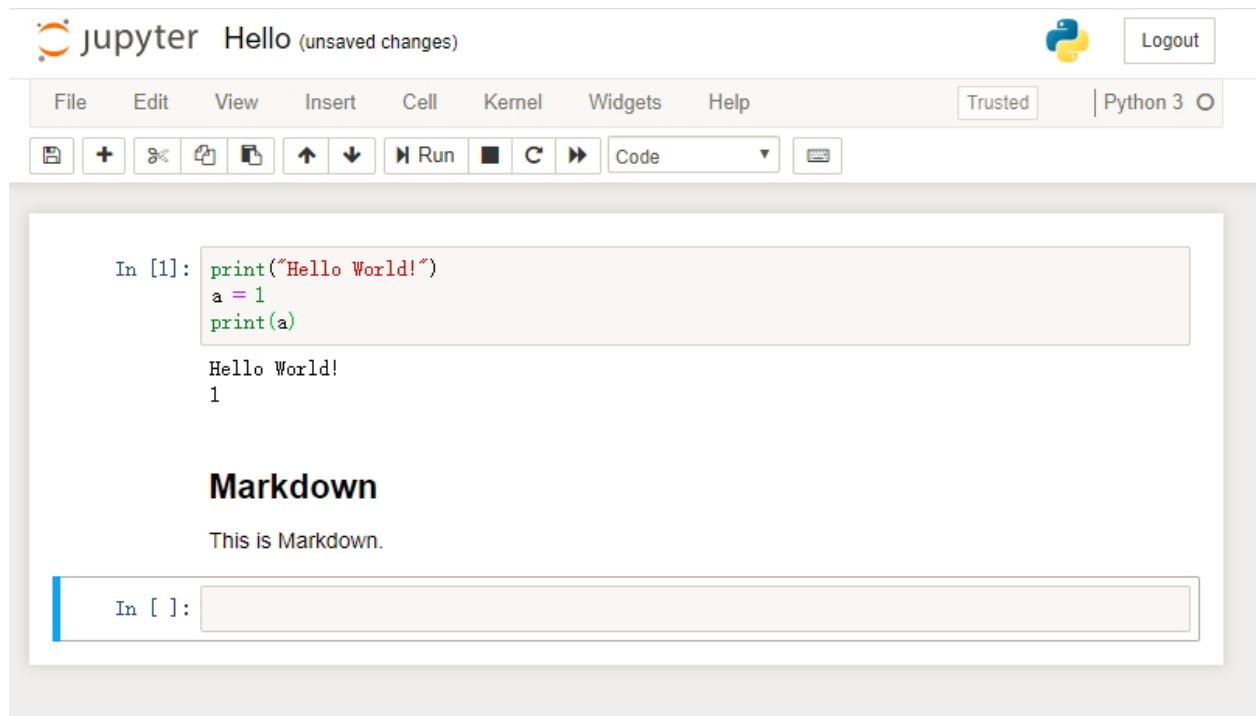 jupyter Hello (unsaved changes) Logout
File Edit View Insert Cell Kernel Widgets Help Trusted Python 3
Run Code
In [1]: print("Hello World!")
a = 1
print(a)
Hello World!
1
Markdown
This is Markdown.
In [ ]: